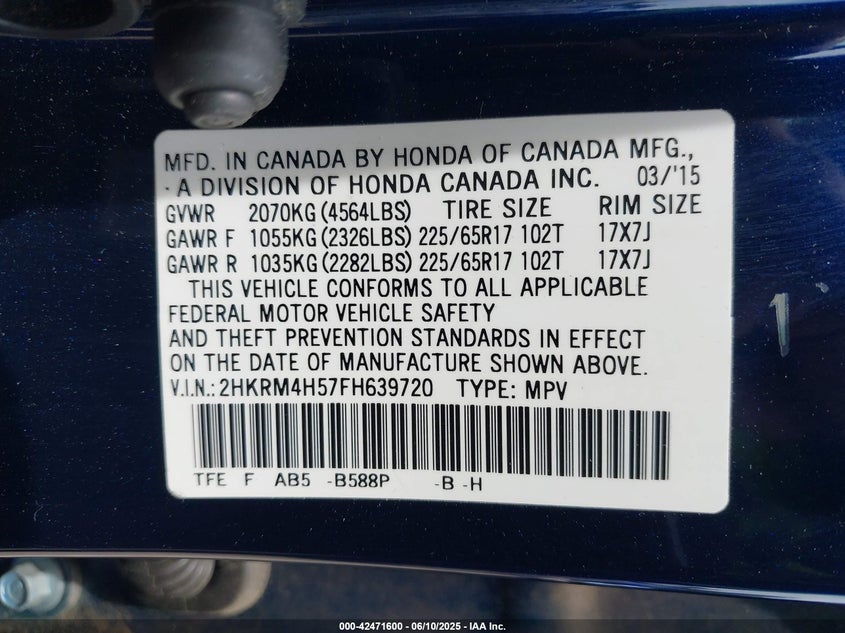 MFD. IN CANADA BY HONDA OF CANADA MFG.,
A DIVISION OF HONDA CANADA INC. 03/'15
GVWR 2070KG (4564LBS) TIRE SIZE RIM SIZE
GAWR F 1055KG (2326LBS) 225/65R17 102T 17X7J
GAWR R 1035KG (2282LBS) 225/65R17 102T 17X7J
THIS VEHICLE CONFORMS TO ALL APPLICABLE
FEDERAL MOTOR VEHICLE SAFETY
AND THEFT PREVENTION STANDARDS IN EFFECT
ON THE DATE OF MANUFACTURE SHOWN ABOVE.
V.I.N.: 2HKRM4H57FH639720 TYPE: MPV
TFE F AB5 -B588P -B -H
1
000-42471600 - 06/10/2025 - IAA Inc.